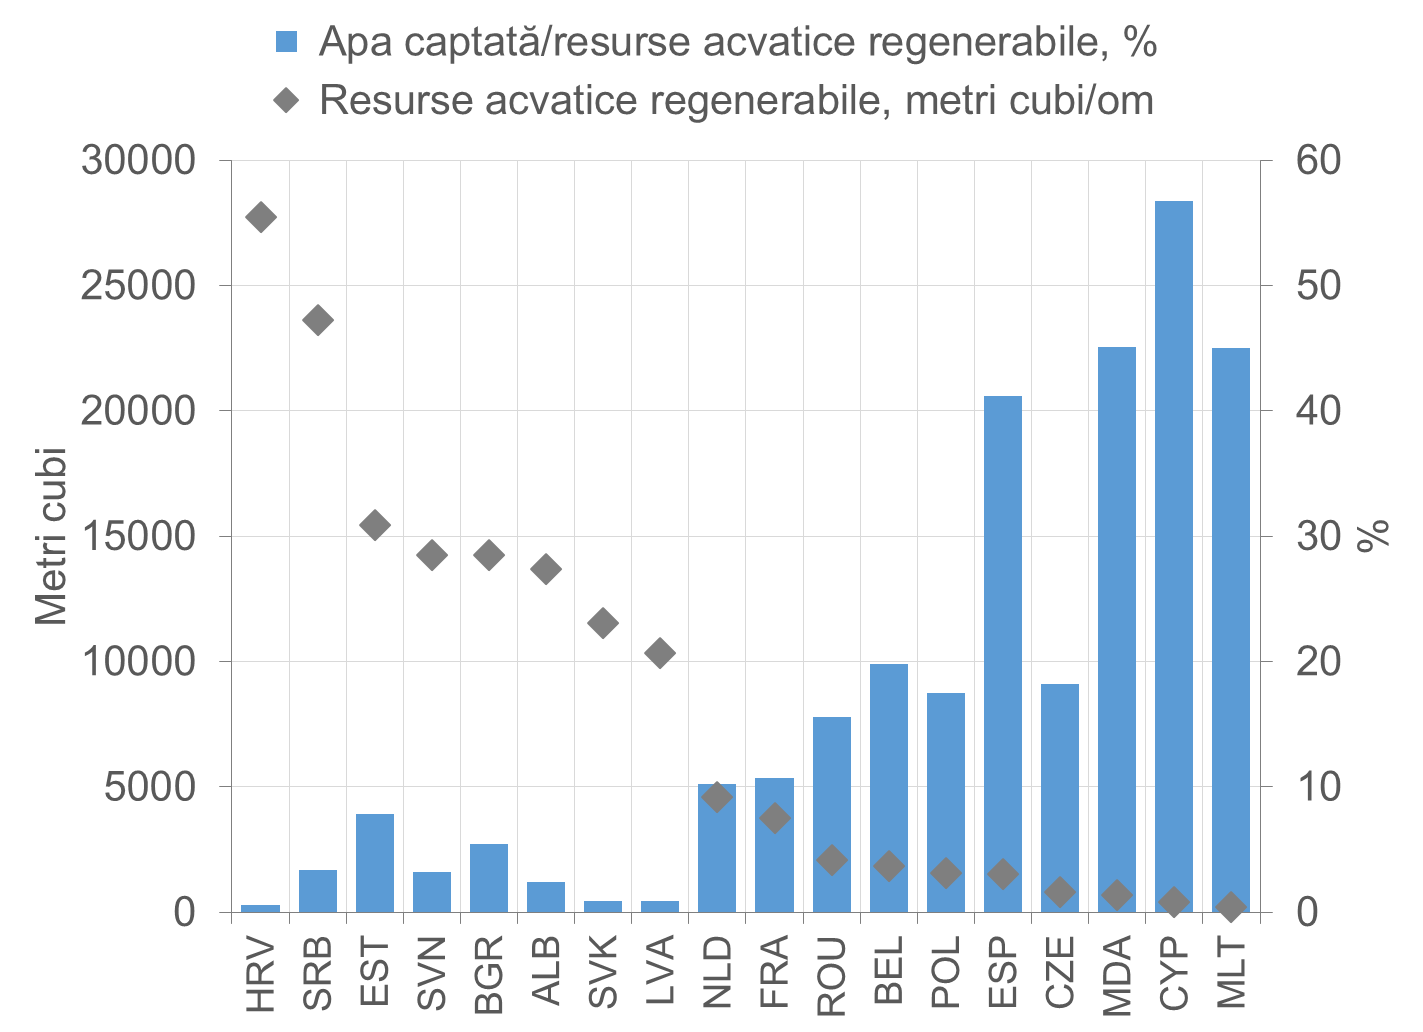 Apa captată/resurse acvatice regenerabile, %
Resurse acvatice regenerabile, metri cubi/om
30000
25000
20000
15000
10000
5000
0
Metri cubi
60
50
40
30
20
10
0
%
HRV
SRB
EST
SVN
BGR
ALB
SVK
LVA
NLD
FRA
ROU
BEL
POL
ESP
CZE
MDA
CYP
MLT